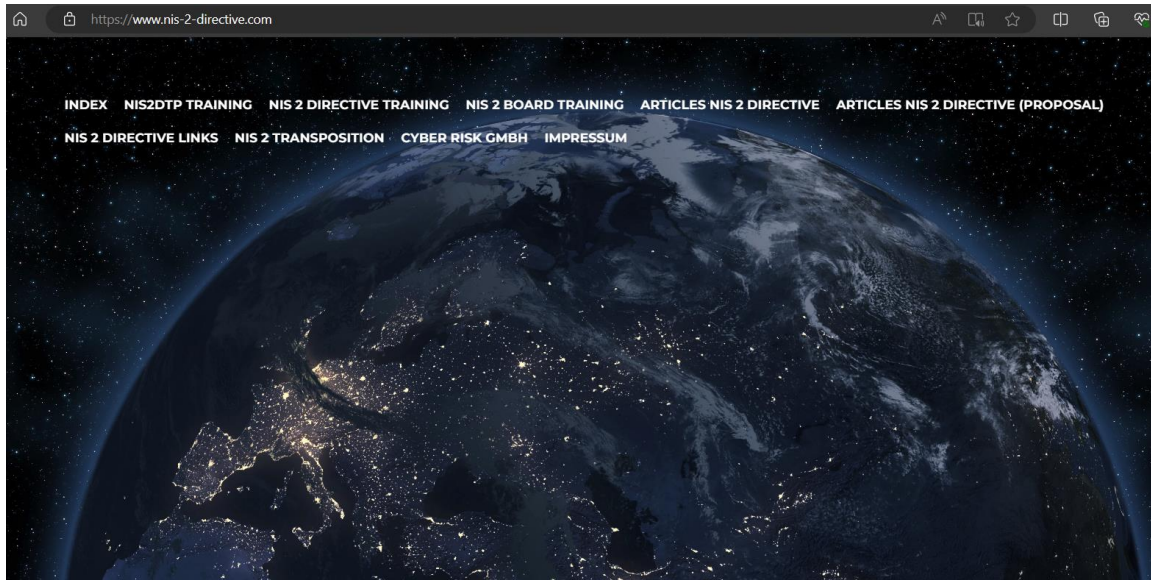 https://www.nis-2-directive.com
INDEX NIS2DTP TRAINING NIS 2 DIRECTIVE TRAINING NIS 2 BOARD TRAINING ARTICLES NIS 2 DIRECTIVE ARTICLES NIS 2 DIRECTIVE (PROPOSAL)
NIS 2 DIRECTIVE LINKS NIS 2 TRANSPOSITION CYBER RISK GMBH IMPRESSUM